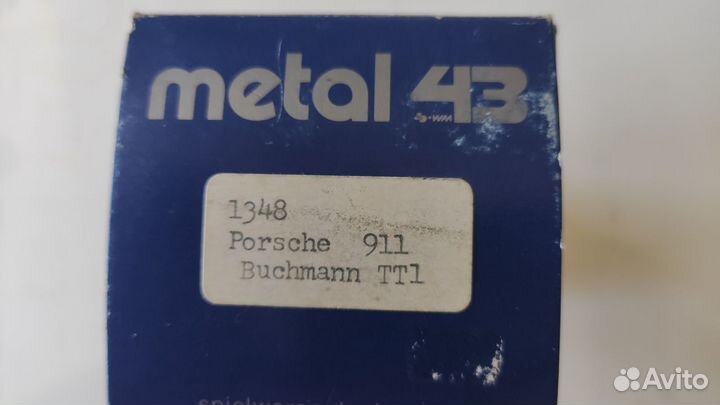 metal 43
1348
Porsche 911
Buchmann TT1
Avito